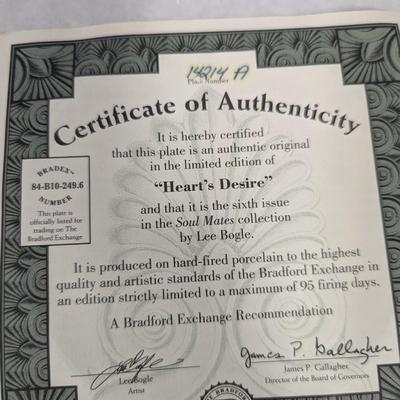 14214 A
Plate Number
Certificate of Authenticity
It is hereby certified
that this plate is an authentic original
in the limited edition of
"Heart's Desire"
and that it is the sixth issue
in the Soul Mates collection
by Lee Bogle.
BRADEX™
84-B10-249.6
NUMBER
This plate is
officially listed for
trading on The
Bradford Exchange
It is produced on hard-fired porcelain to the highest
quality and artistic standards of the Bradford Exchange in
an edition strictly limited to a maximum of 95 firing days.
A Bradford Exchange Recommendation
Lee Bogle
Artist
James P. Gallagher
James P. Gallagher
Director of the Board of Governors
BRADFORD